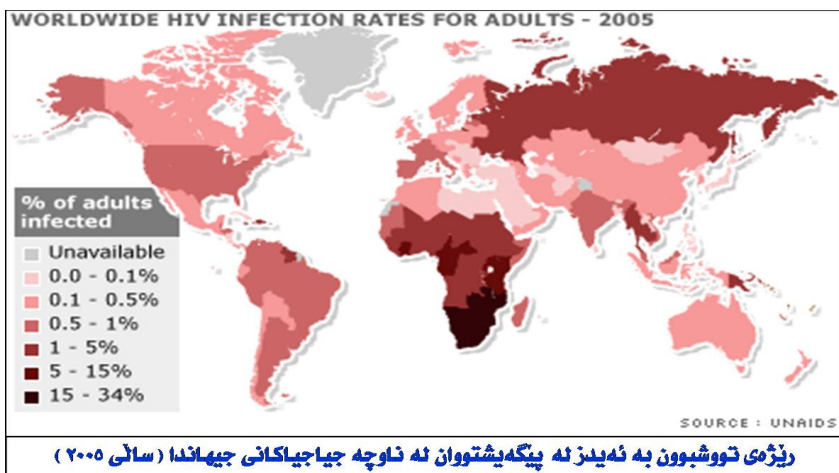 WORLDWIDE HIV INFECTION RATES FOR ADULTS - 2005
% of adults
infected
Unavailable
0.0 - 0.1%
0.1 - 0.5%
0.5 - 1%
1 - 5%
5 - 15%
15 - 34%
SOURCE : UNAIDS
رێژەی تووشبوون بە ئەیدز لە پێگەیشتووان لە ناوچە جیاجیاکانی جیهاندا ( ساڵی ٢٠٠٥ )